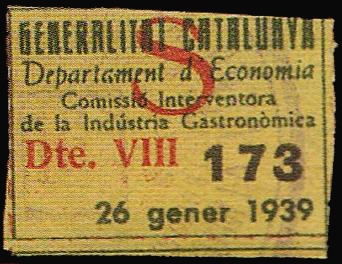 GENERALITAT CATALUNYA
S
Departament d'Economia
Comissió Interventora
de la Indústria Gastronòmica
Dte. VIII 173
26 gener 1939